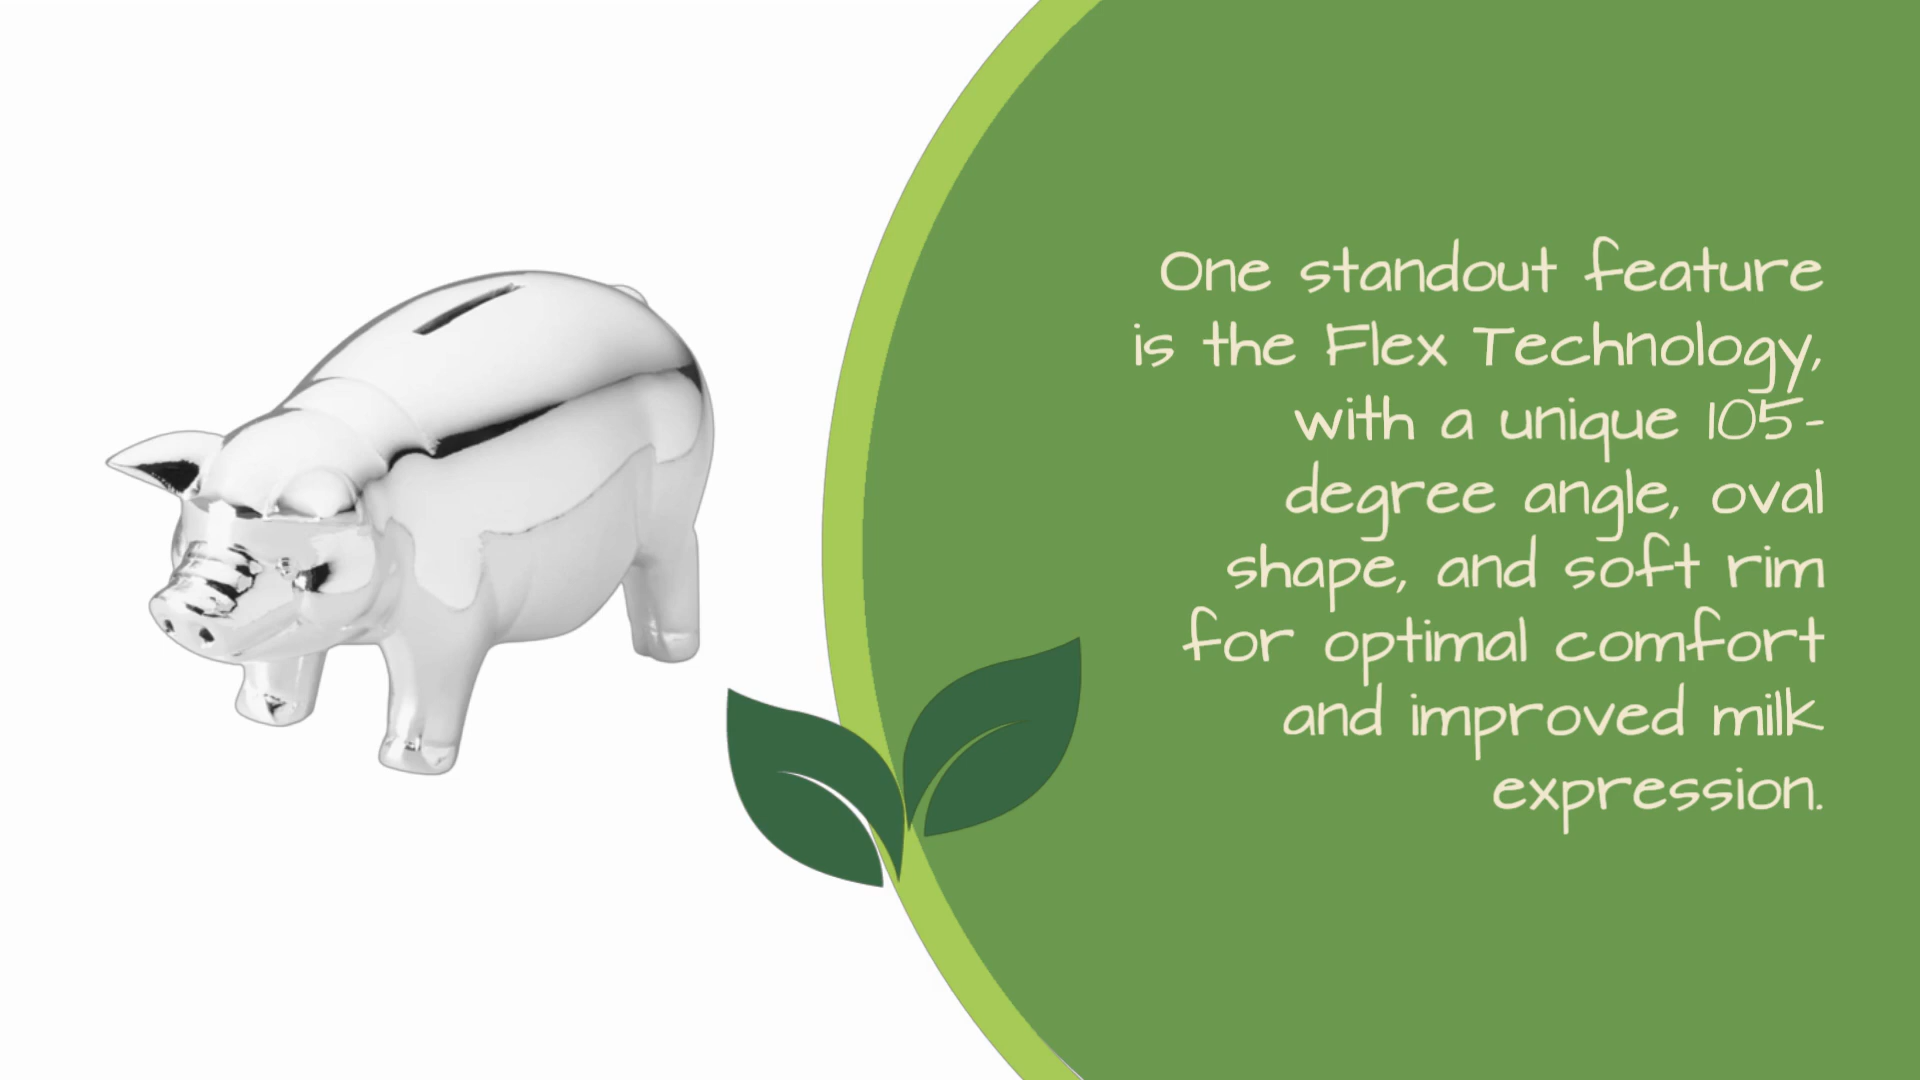 One standout feature
is the Flex Technology,
with a unique 105-
degree angle, oval
shape, and soft rim
for optimal comfort
and improved milk
expression.